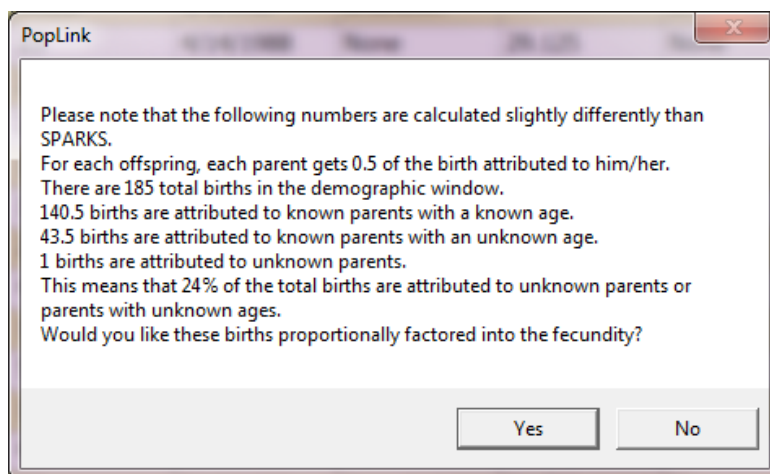 PopLink
Please note that the following numbers are calculated slightly differently than
SPARKS.
For each offspring, each parent gets 0.5 of the birth attributed to him/her.
There are 185 total births in the demographic window.
140.5 births are attributed to known parents with a known age.
43.5 births are attributed to known parents with an unknown age.
1 births are attributed to unknown parents.
This means that 24% of the total births are attributed to unknown parents or
parents with unknown ages.
Would you like these births proportionally factored into the fecundity?
Yes No